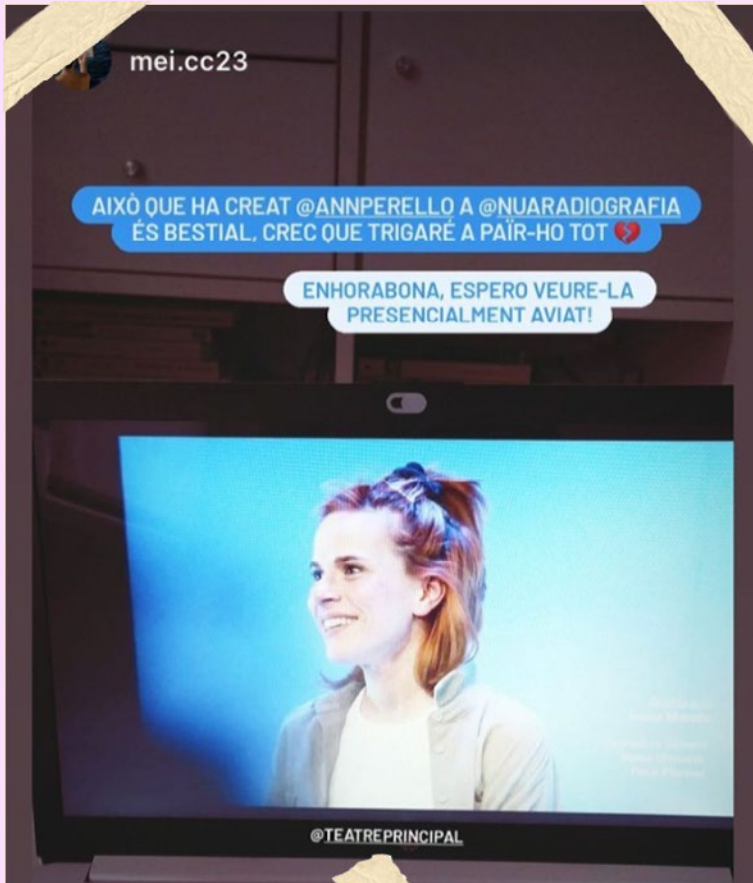 mei.cc23
AIXÒ QUE HA CREAT @ANNPERELLO A @NUARADIOGRAFIA
ÉS BESTIAL, CREC QUE TRIGARÉ A PAÏR-HO TOT 💔
ENHORABONA, ESPERO VEURE-LA
PRESENCIALMENT AVIAT!
@TEATREPRINCIPAL